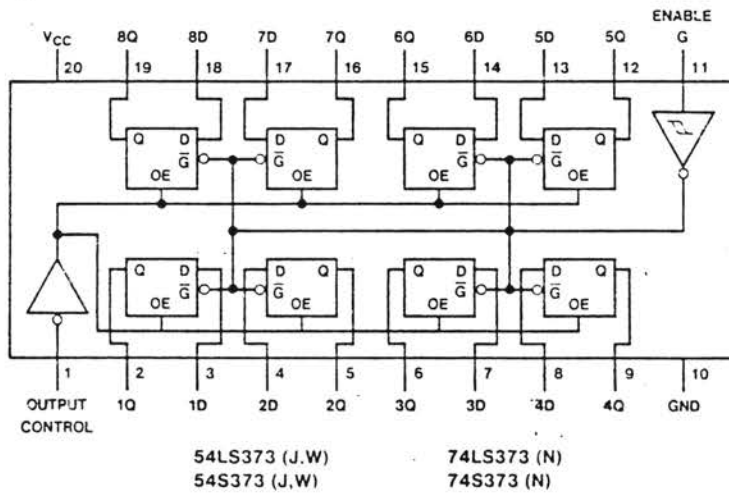 ENABLE
VCC 8Q 8D 7D 7Q 6Q 6D 5D 5Q G
20 19 18 17 16 15 14 13 12 11
Q D D Q Q D D Q
G G G G
OE OE OE OE
Q D D Q Q D D Q
G G G G
OE OE OE OE
1 2 3 4 5 6 7 8 9 10
OUTPUT CONTROL 1Q 1D 2D 2Q 3Q 3D 4D 4Q GND
54LS373 (J,W) 74LS373 (N)
54S373 (J,W) 74S373 (N)